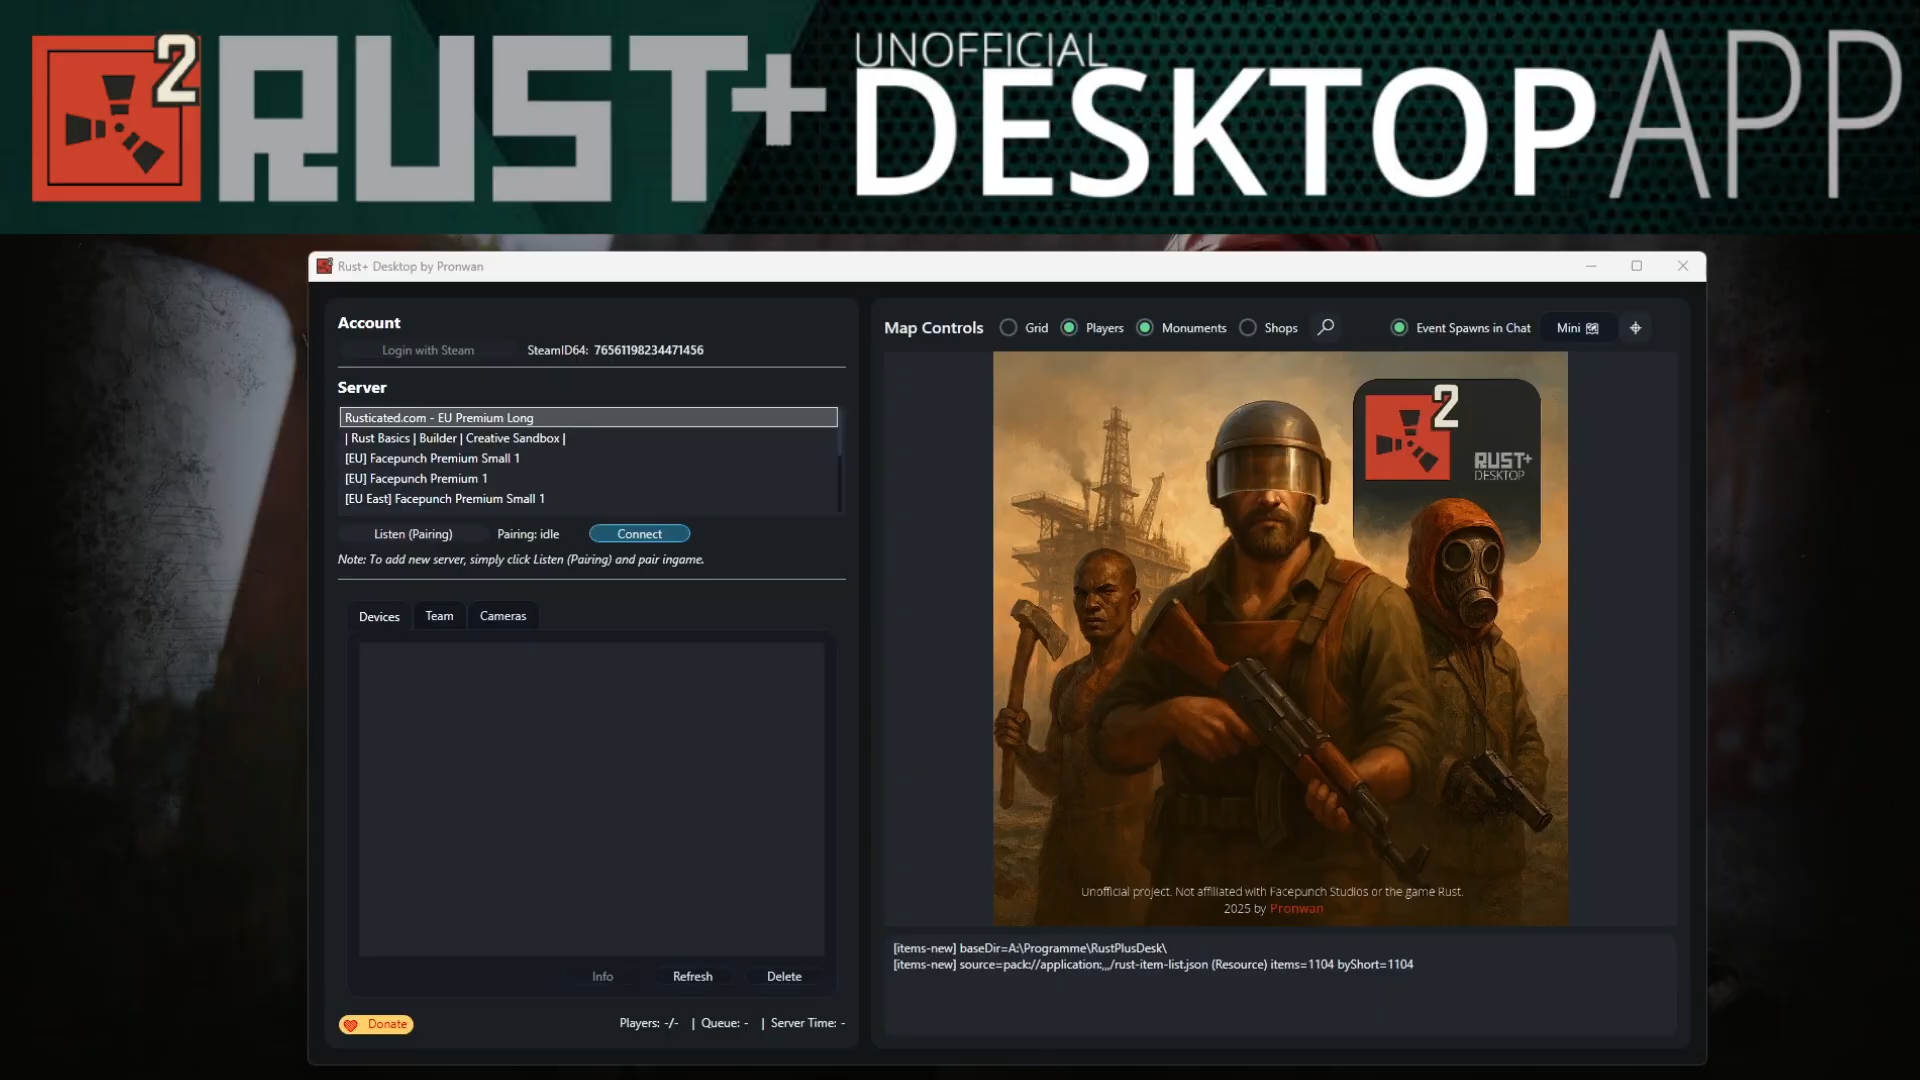 2
RUST+
UNOFFICIAL
DESKTOP APP
Rust+ Desktop by Pronwan
Account
Login with Steam
SteamID64: 76561198234471456
Server
Rusticated.com - EU Premium Long
| Rust Basics | Builder | Creative Sandbox |
[EU] Facepunch Premium Small 1
[EU] Facepunch Premium 1
[EU East] Facepunch Premium Small 1
Listen (Pairing)
Pairing: idle
Connect
Note: To add new server, simply click Listen (Pairing) and pair ingame.
Devices
Team
Cameras
Info
Refresh
Delete
Donate
Players: -/- | Queue: - | Server Time: -
Map Controls
Grid
Players
Monuments
Shops
Event Spawns in Chat
Mini
2
RUST+
DESKTOP
Unofficial project. Not affiliated with Facepunch Studios or the game Rust.
2025 by Pronwan
[items-new] baseDir=A:\Programme\RustPlusDesk\
[items-new] source=pack://application:,,,/rust-item-list.json (Resource) items=1104 byShort=1104